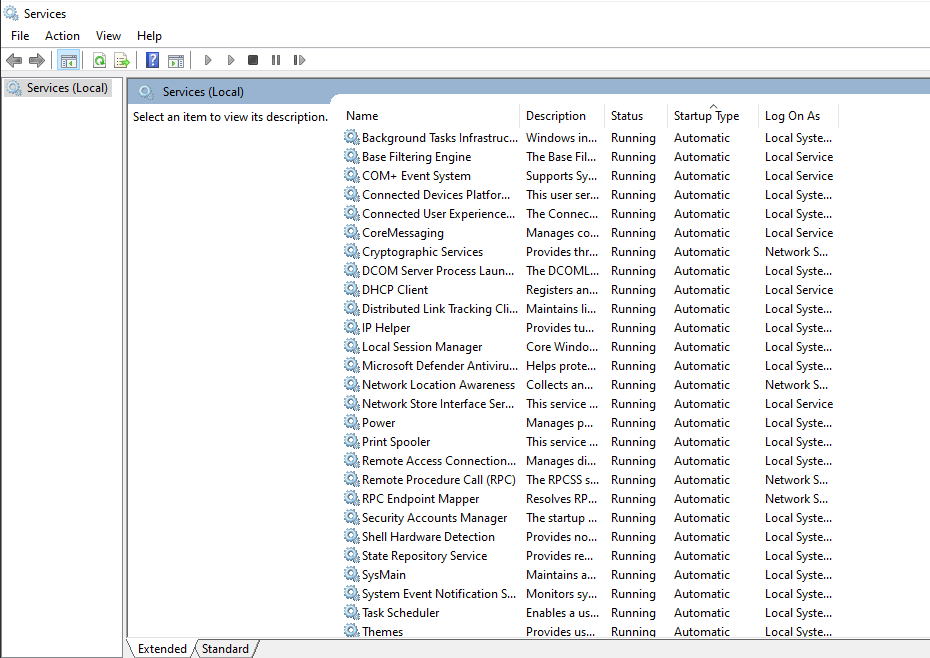 Services
File Action View Help
Services (Local)
Services (Local)
Select an item to view its description.
Name Description Status Startup Type Log On As
Background Tasks Infrastruc... Windows in... Running Automatic Local Syste...
Base Filtering Engine The Base Fil... Running Automatic Local Service
COM+ Event System Supports Sy... Running Automatic Local Service
Connected Devices Platfor... This user ser... Running Automatic Local Syste...
Connected User Experience... The Connec... Running Automatic Local Syste...
CoreMessaging Manages co... Running Automatic Local Service
Cryptographic Services Provides thr... Running Automatic Network S...
DCOM Server Process Laun... The DCOML... Running Automatic Local Syste...
DHCP Client Registers an... Running Automatic Local Service
Distributed Link Tracking Cli... Maintains li... Running Automatic Local Syste...
IP Helper Provides tu... Running Automatic Local Syste...
Local Session Manager Core Windo... Running Automatic Local Syste...
Microsoft Defender Antiviru... Helps prote... Running Automatic Local Syste...
Network Location Awareness Collects an... Running Automatic Network S...
Network Store Interface Ser... This service ... Running Automatic Local Service
Power Manages p... Running Automatic Local Syste...
Print Spooler This service ... Running Automatic Local Syste...
Remote Access Connection... Manages di... Running Automatic Local Syste...
Remote Procedure Call (RPC) The RPCSS s... Running Automatic Network S...
RPC Endpoint Mapper Resolves RP... Running Automatic Network S...
Security Accounts Manager The startup ... Running Automatic Local Syste...
Shell Hardware Detection Provides no... Running Automatic Local Syste...
State Repository Service Provides re... Running Automatic Local Syste...
SysMain Maintains a... Running Automatic Local Syste...
System Event Notification S... Monitors sy... Running Automatic Local Syste...
Task Scheduler Enables a us... Running Automatic Local Syste...
Themes Provides us... Running Automatic Local Syste...
Extended Standard